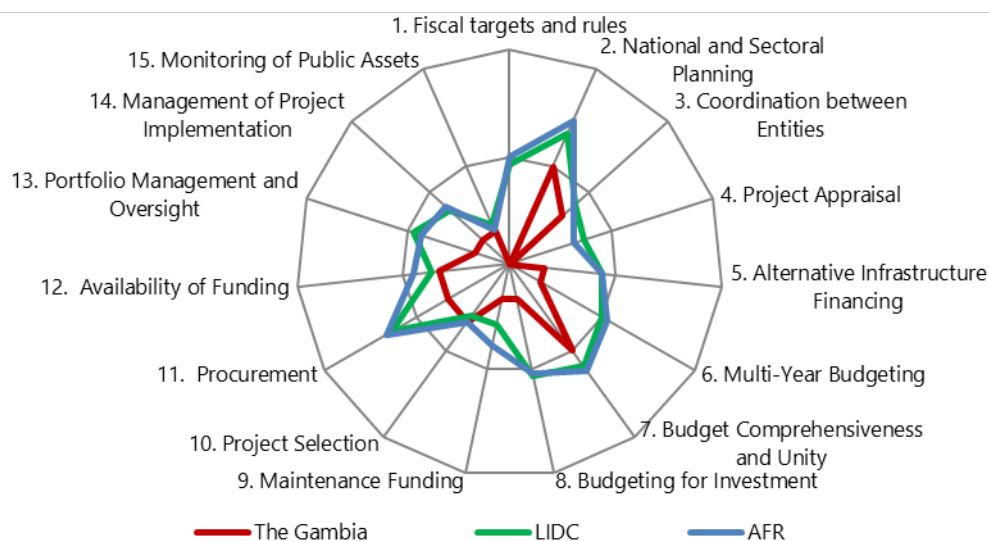 1. Fiscal targets and rules
2. National and Sectoral
Planning
3. Coordination between
Entities
4. Project Appraisal
5. Alternative Infrastructure
Financing
6. Multi-Year Budgeting
7. Budget Comprehensiveness
and Unity
8. Budgeting for Investment
9. Maintenance Funding
10. Project Selection
11. Procurement
12. Availability of Funding
13. Portfolio Management and
Oversight
14. Management of Project
Implementation
15. Monitoring of Public Assets
The Gambia
LIDC
AFR